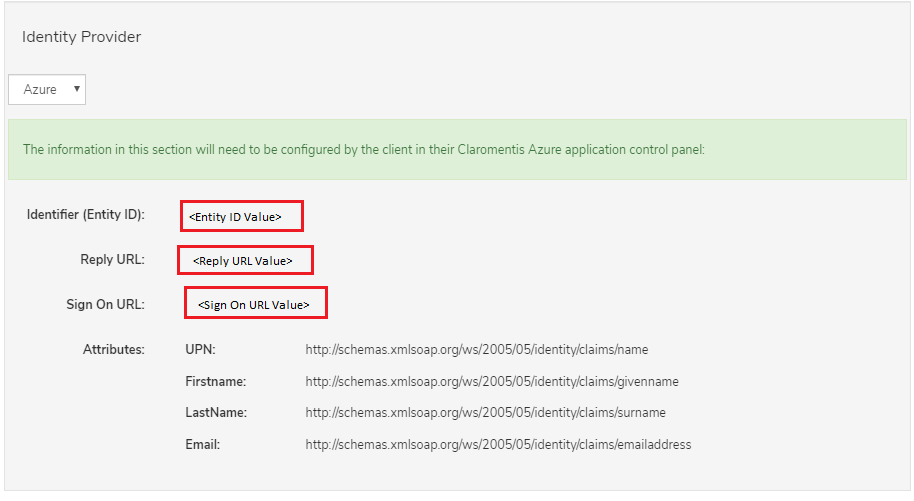 Identity Provider
Azure
The information in this section will need to be configured by the client in their Claromentis Azure application control panel:
Identifier (Entity ID): <Entity ID Value>
Reply URL: <Reply URL Value>
Sign On URL: <Sign On URL Value>
Attributes: UPN: http://schemas.xmlsoap.org/ws/2005/05/identity/claims/name
Firstname: http://schemas.xmlsoap.org/ws/2005/05/identity/claims/givenname
LastName: http://schemas.xmlsoap.org/ws/2005/05/identity/claims/surname
Email: http://schemas.xmlsoap.org/ws/2005/05/identity/claims/emailaddress